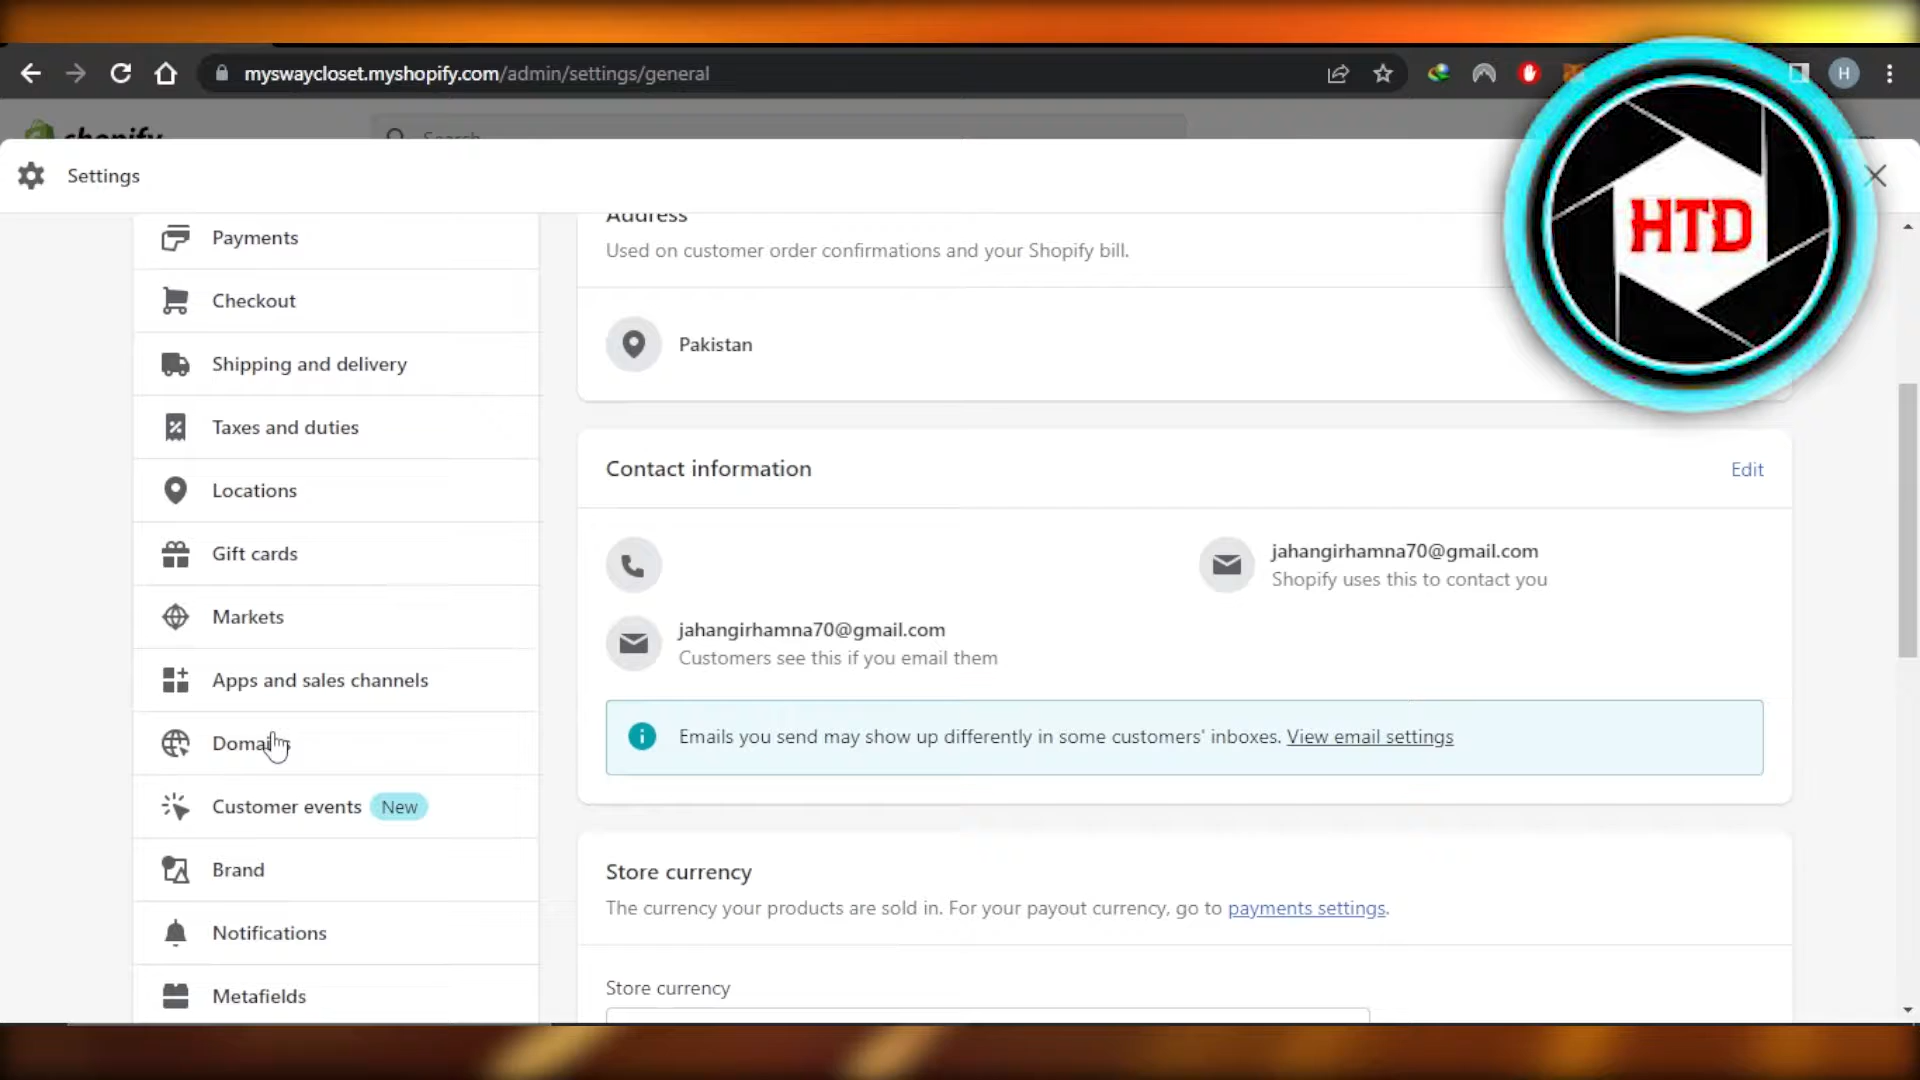 myswaycloset.myshopify.com/admin/settings/general
H
shopify
Search
Settings
HTD
Payments
Checkout
Shipping and delivery
Taxes and duties
Locations
Gift cards
Markets
Apps and sales channels
Domains
Customer events New
Brand
Notifications
Metafields
Address
Used on customer order confirmations and your Shopify bill.
Pakistan
Contact information
Edit
jahangirhamna70@gmail.com
Shopify uses this to contact you
jahangirhamna70@gmail.com
Customers see this if you email them
Emails you send may show up differently in some customers' inboxes. View email settings
Store currency
The currency your products are sold in. For your payout currency, go to payments settings.
Store currency